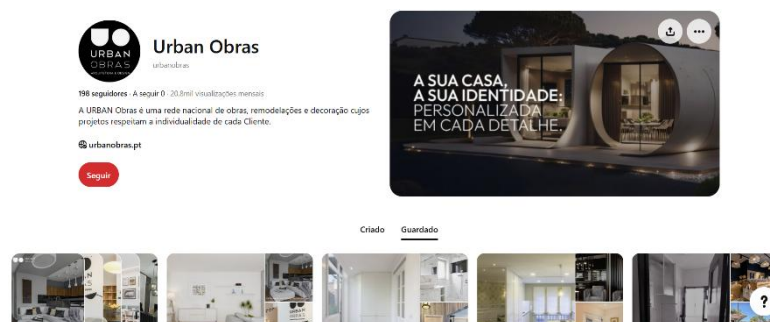 URBAN
OBRAS
Urban Obras
urbanobras
198 seguidores · A seguir 0 · 20.8mil visualizações mensais
A URBAN Obras é uma rede nacional de obras, remodelações e decoração cujos
projetos respeitam a individualidade de cada Cliente.
urbanobras.pt
Seguir
A SUA CASA,
A SUA IDENTIDADE:
PERSONALIZADA
EM CADA DETALHE.
Criado
Guardado
?